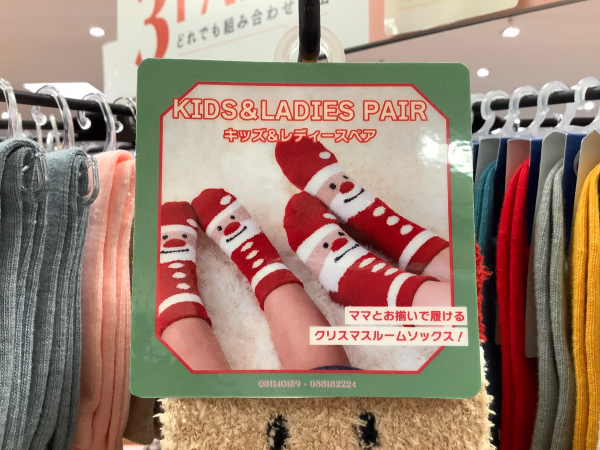 どれでも組み合わせ
KIDS&LADIES PAIR
キッズ&レディースペア
ママとお揃いで履ける
クリスマスルームソックス!
081140189・083182224